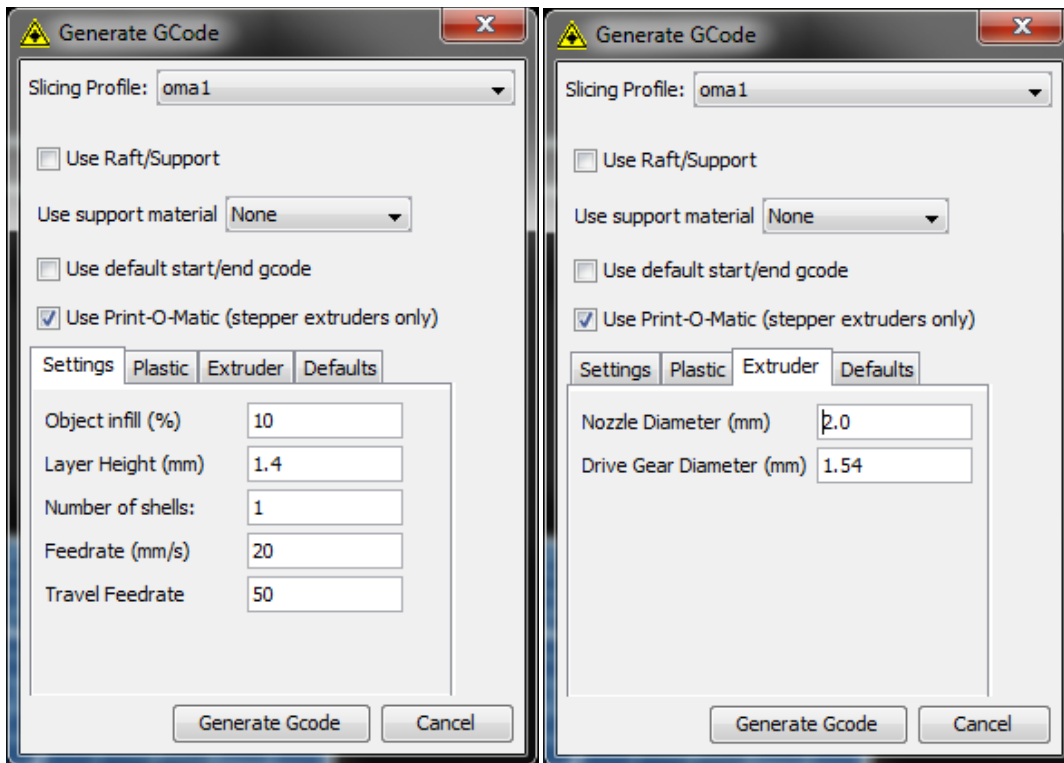 Generate GCode
Slicing Profile: oma1
Use Raft/Support
Use support material None
Use default start/end gcode
Use Print-O-Matic (stepper extruders only)
Settings Plastic Extruder Defaults
Object infill (%) 10
Layer Height (mm) 1.4
Number of shells: 1
Feedrate (mm/s) 20
Travel Feedrate 50
Generate Gcode Cancel
Generate GCode
Slicing Profile: oma1
Use Raft/Support
Use support material None
Use default start/end gcode
Use Print-O-Matic (stepper extruders only)
Settings Plastic Extruder Defaults
Nozzle Diameter (mm) 2.0
Drive Gear Diameter (mm) 1.54
Generate Gcode Cancel